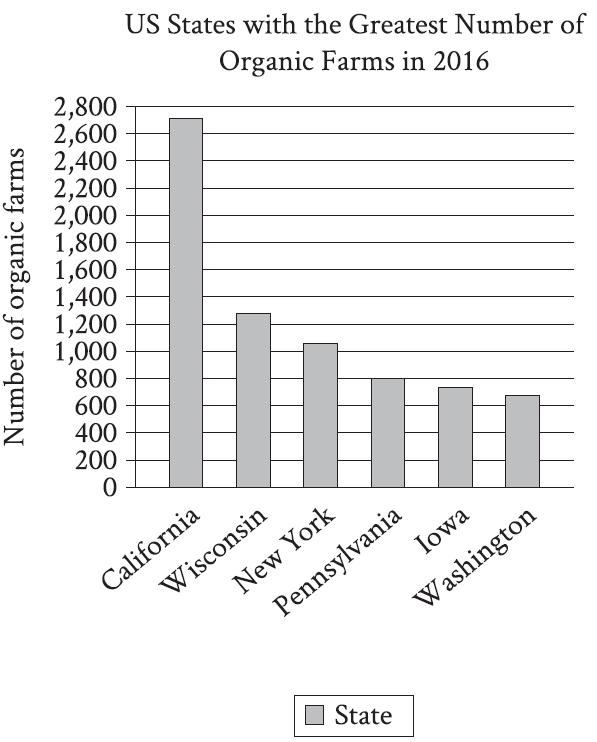 US States with the Greatest Number of
Organic Farms in 2016
Number of organic farms
2,800
2,600
2,400
2,200
2,000
1,800
1,600
1,400
1,200
1,000
800
600
400
200
0
California
Wisconsin
New York
Pennsylvania
Iowa
Washington
State